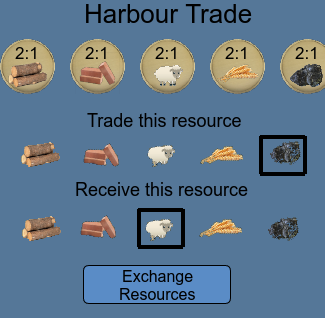 Harbour Trade
2:1 2:1 2:1 2:1 2:1
Trade this resource
Receive this resource
Exchange
Resources